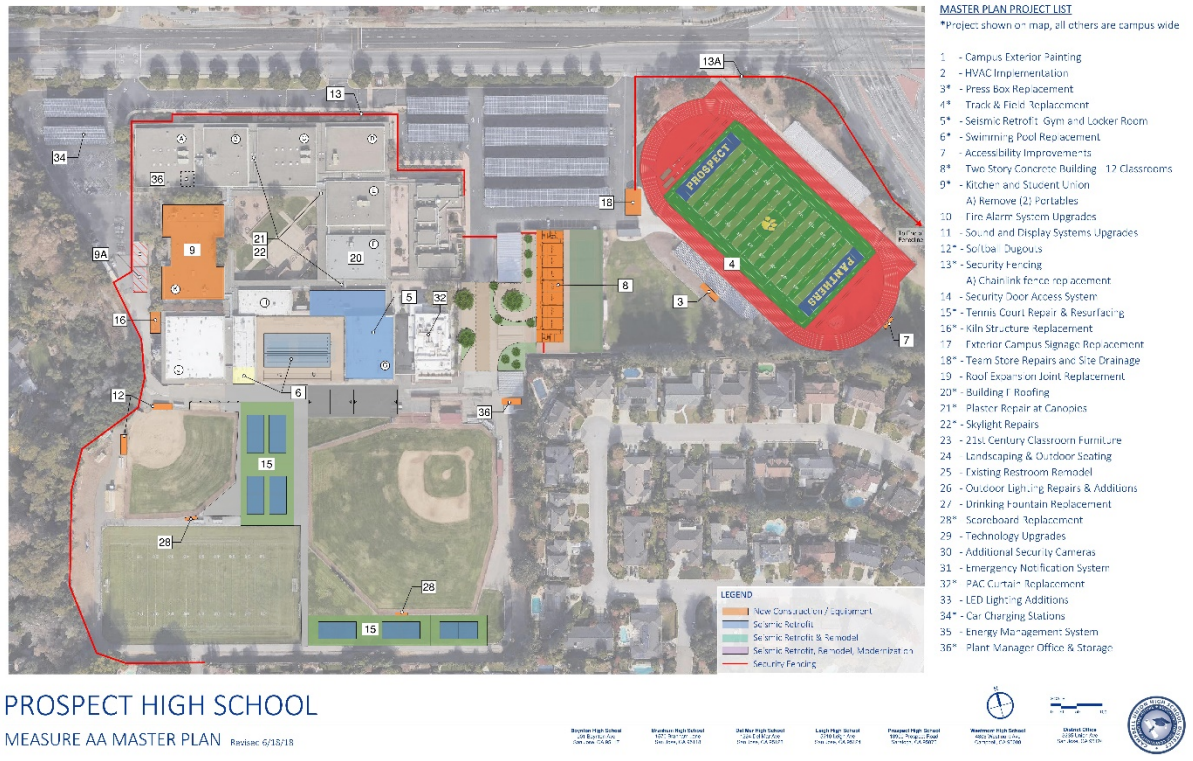 MASTER PLAN PROJECT LIST
*Project shown on map, all others are campus wide
1 - Campus Exterior Painting
2 - HVAC Implementation
3* - Press Box Replacement
4* - Track & Field Replacement
5* - Seismic Retrofit Gym and Locker Room
6* - Swimming Pool Replacement
7 - Accessibility Improvements
8* - Two Story Concrete Building 12 Classrooms
9* - Kitchen and Student Union
A) Remove (2) Portables
10 - Fire Alarm System Upgrades
11 - Sound and Display Systems Upgrades
12* - Softball Dugouts
13* - Security Fencing
A) Chainlink fence replacement
14 - Security Door Access System
15* - Tennis Court Repair & Resurfacing
16* - Kiln Structure Replacement
17 - Exterior Campus Signage Replacement
18* - Team Store Repairs and Site Drainage
19 - Roof Expansion Joint Replacement
20* - Building F Roofing
21* - Plaster Repair at Canopies
22* - Skylight Repairs
23 - 21st Century Classroom Furniture
24 - Landscaping & Outdoor Seating
25 - Existing Restroom Remodel
26 - Outdoor Lighting Repairs & Additions
27 - Drinking Fountain Replacement
28* - Scoreboard Replacement
29 - Technology Upgrades
30 - Additional Security Cameras
31 - Emergency Notification System
32* - PAC Curtain Replacement
33 - LED Lighting Additions
34* - Car Charging Stations
35 - Energy Management System
36* - Plant Manager Office & Storage
13A
13
34
36
18
PROSPECT
21
22
20
9
9A
4
PANTHERS
5
32
8
3
16
7
6
12
36
15
28
28
15
LEGEND
New Construction / Equipment
Seismic Retrofit
Seismic Retrofit & Remodel
Seismic Retrofit, Remodel, Modernization
Security Fencing
PROSPECT HIGH SCHOOL
MEASURE AA MASTER PLAN Revised 6/18/18
Boynton High School
Branham High School
Del Mar High School
Leigh High School
Prospect High School
Westmont High School
District Office